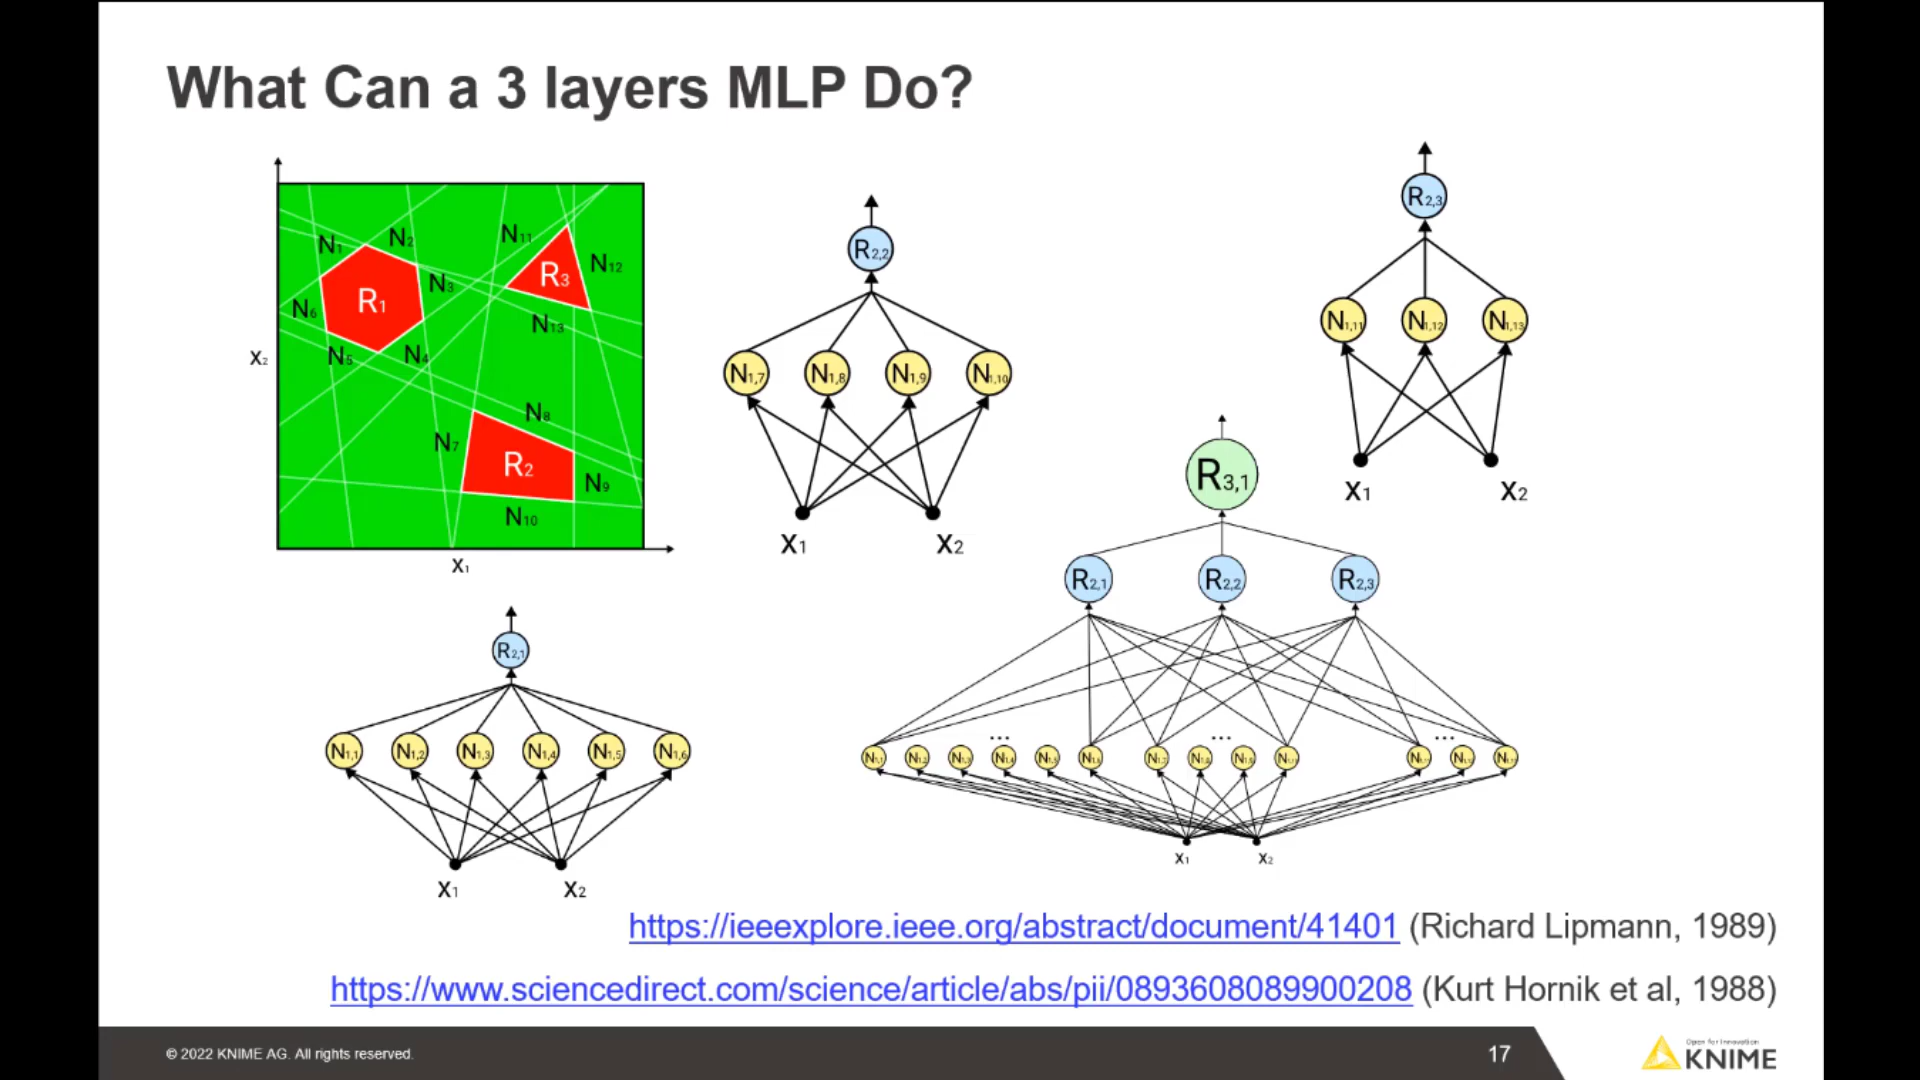 What Can a 3 layers MLP Do?
N1
N2
N3
N4
N5
N6
R1
N11
N12
N13
R3
N7
N8
N9
N10
R2
X2
X1
R2,2
N1,7 N1,8 N1,9 N1,10
X1 X2
R2,3
N1,11 N1,12 N1,13
X1 X2
R2,1
N1,1 N1,2 N1,3 N1,4 N1,5 N1,6
X1 X2
R3,1
R2,1 R2,2 R2,3
... ... ...
X1 X2
https://ieeexplore.ieee.org/abstract/document/41401 (Richard Lipmann, 1989)
https://www.sciencedirect.com/science/article/abs/pii/0893608089900208 (Kurt Hornik et al, 1988)
© 2022 KNIME AG. All rights reserved.
17
Open for Innovation
KNIME